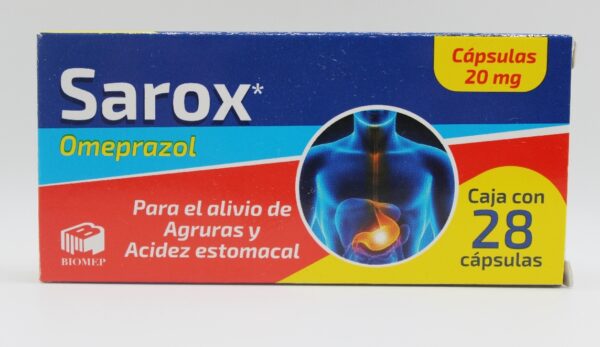 Sarox*
Omeprazol
Cápsulas
20 mg
Para el alivio de
Agruras y
Acidez estomacal
BIOMEP
Caja con
28
cápsulas